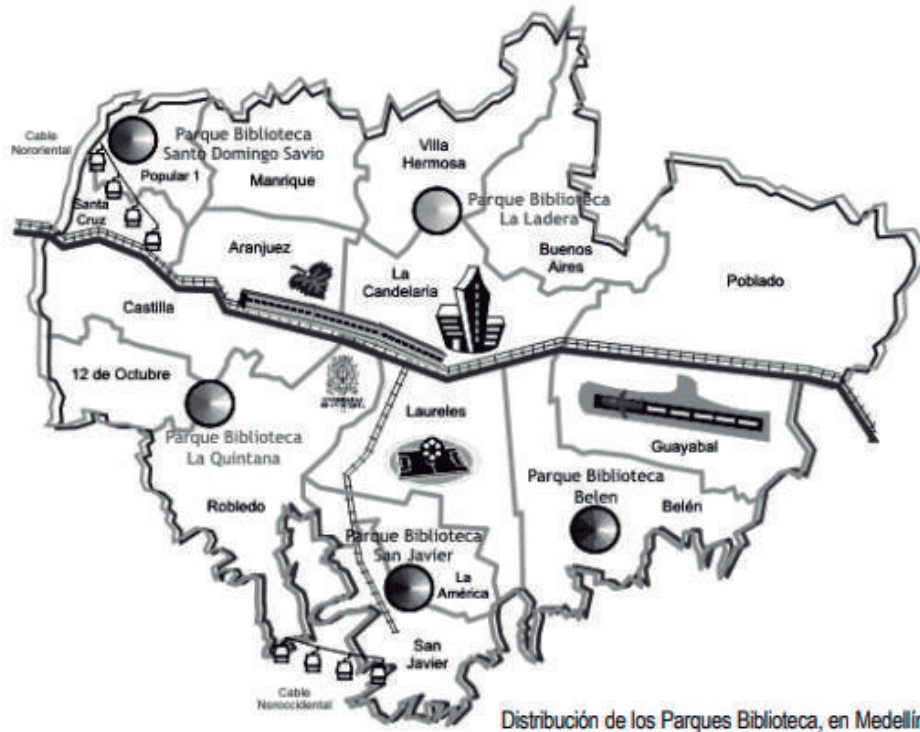 Cable
Nororiental
Parque Biblioteca
Santo Domingo Savio
Popular 1
Manrique
Santa
Cruz
Villa
Hermosa
Parque Biblioteca
La Ladera
Buenos
Aires
Aranjuez
La
Candelaria
Poblado
Castilla
12 de Octubre
Parque Biblioteca
La Quintana
Laureles
Guayabal
Robledo
Parque Biblioteca
Belen
Belén
Parque Biblioteca
San Javier
La
América
San
Javier
Cable
Noroccidental
Distribución de los Parques Biblioteca, en Medellín